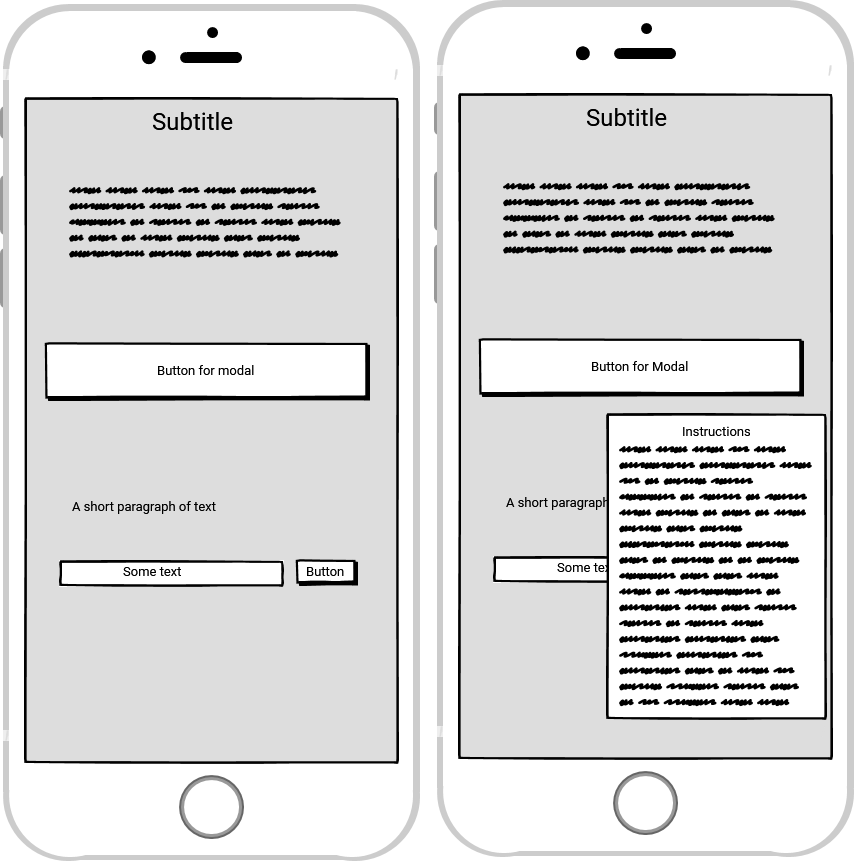 Subtitle
Button for modal
A short paragraph of text
Some text
Button
Subtitle
Button for Modal
Instructions
A short paragraph
Some